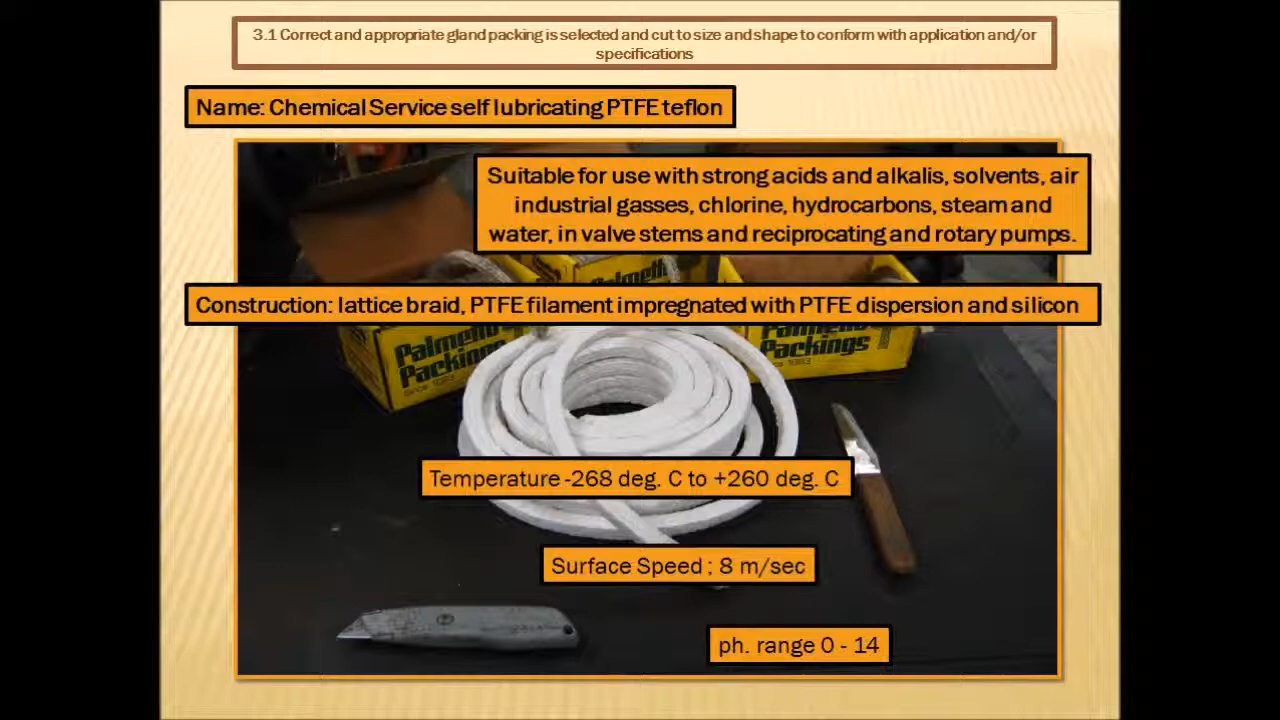 3.1 Correct and appropriate gland packing is selected and cut to size and shape to conform with application and/or
specifications
Name: Chemical Service self lubricating PTFE teflon
Suitable for use with strong acids and alkalis, solvents, air
industrial gasses, chlorine, hydrocarbons, steam and
water, in valve stems and reciprocating and rotary pumps.
Palmetto
Construction: lattice braid, PTFE filament impregnated with PTFE dispersion and silicon
Palmetto
Packings
Since 1883
Palmetto
Packings
Temperature -268 deg. C to +260 deg. C
Surface Speed : 8 m/sec
ph. range 0 - 14